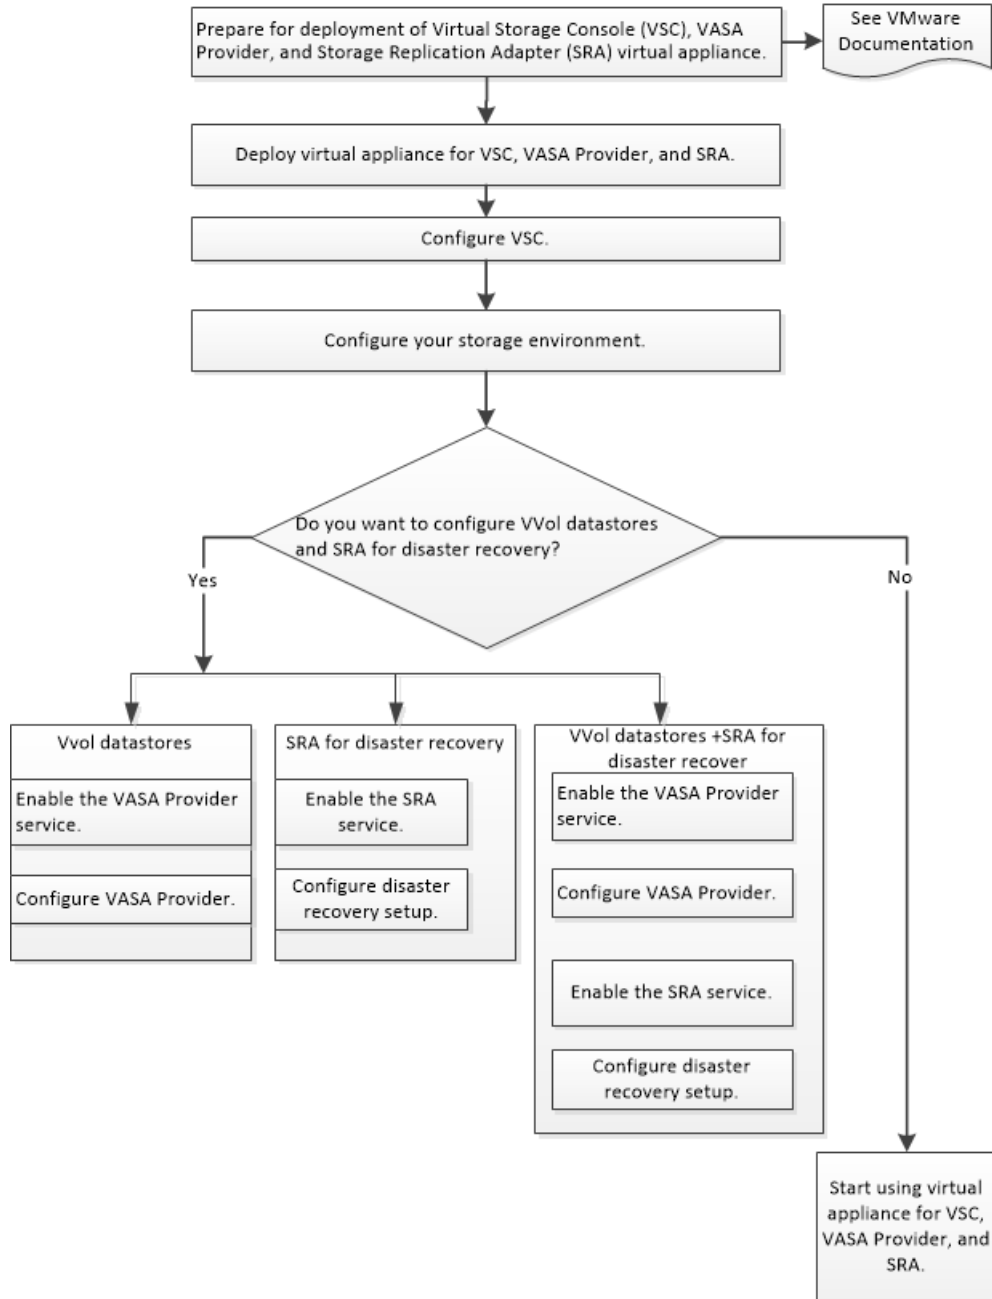 Prepare for deployment of Virtual Storage Console (VSC), VASA
Provider, and Storage Replication Adapter (SRA) virtual appliance.
See VMware
Documentation
Deploy virtual appliance for VSC, VASA Provider, and SRA.
Configure VSC.
Configure your storage environment.
Do you want to configure VVol datastores
and SRA for disaster recovery?
Yes
No
Vvol datastores
Enable the VASA Provider
service.
Configure VASA Provider.
SRA for disaster recovery
Enable the SRA
service.
Configure disaster
recovery setup.
VVol datastores +SRA for
disaster recover
Enable the VASA Provider
service.
Configure VASA Provider.
Enable the SRA service.
Configure disaster
recovery setup.
Start using virtual
appliance for VSC,
VASA Provider, and
SRA.